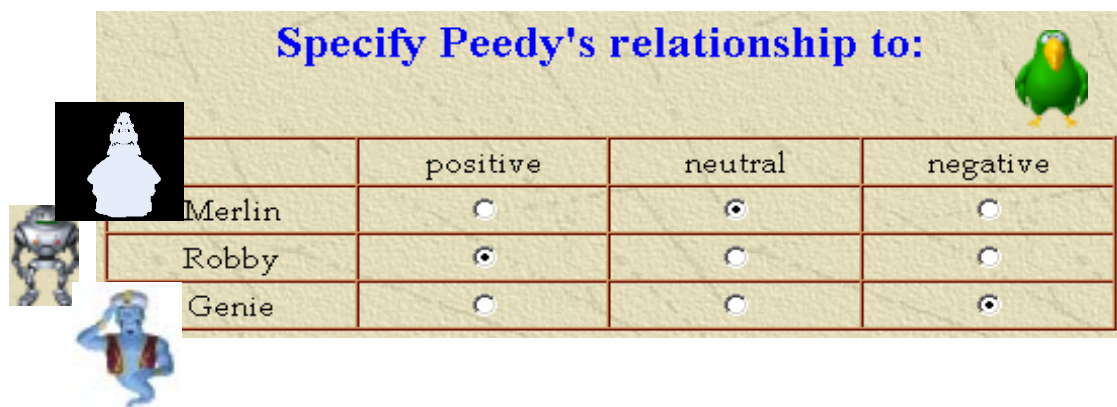 Specify Peedy's relationship to:
positive neutral negative
Merlin
Robby
Genie